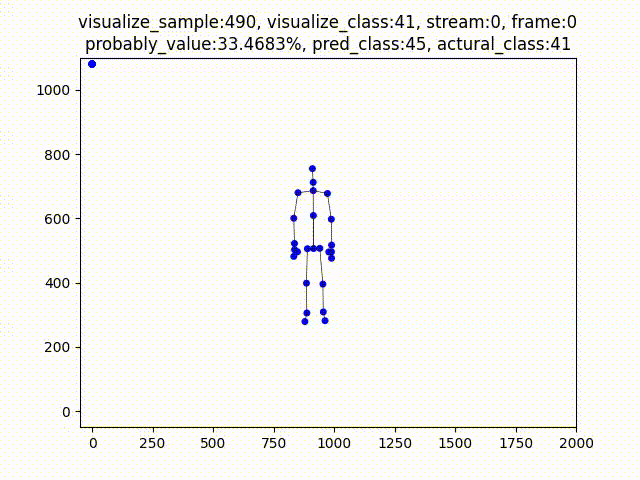 visualize_sample:490, visualize_class:41, stream:0, frame:0
probably_value:33.4683%, pred_class:45, actural_class:41
1000
800
600
400
200
0
0 250 500 750 1000 1250 1500 1750 2000